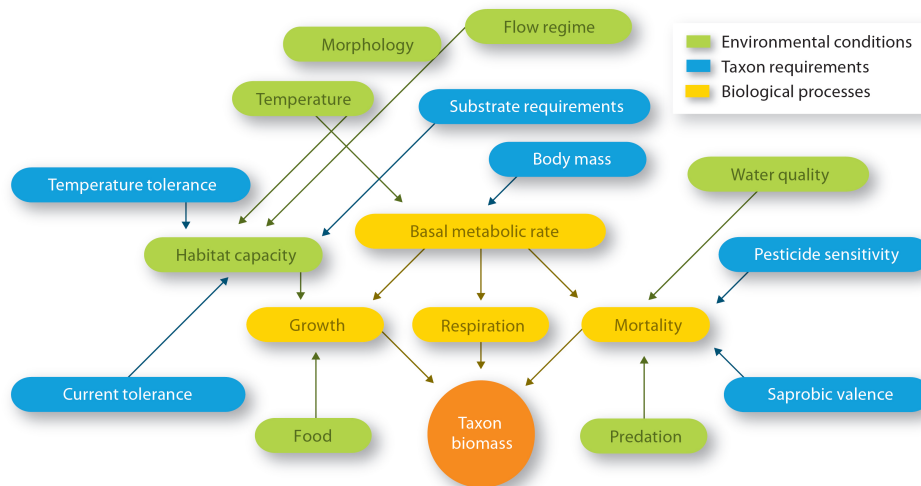 Flow regime
Morphology
Environmental conditions
Taxon requirements
Biological processes
Temperature
Substrate requirements
Body mass
Temperature tolerance
Water quality
Basal metabolic rate
Habitat capacity
Pesticide sensitivity
Growth
Respiration
Mortality
Current tolerance
Saprobic valence
Food
Taxon
biomass
Predation